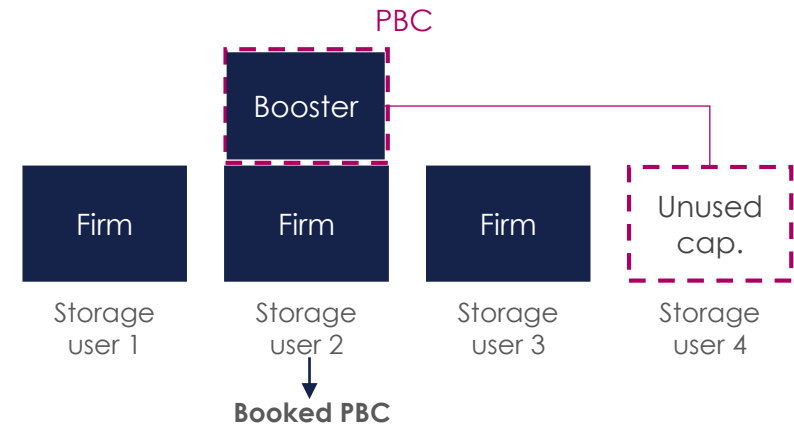 PBC
Booster
Firm
Firm
Firm
Unused
cap.
Storage
user 1
Storage
user 2
Storage
user 3
Storage
user 4
Booked PBC